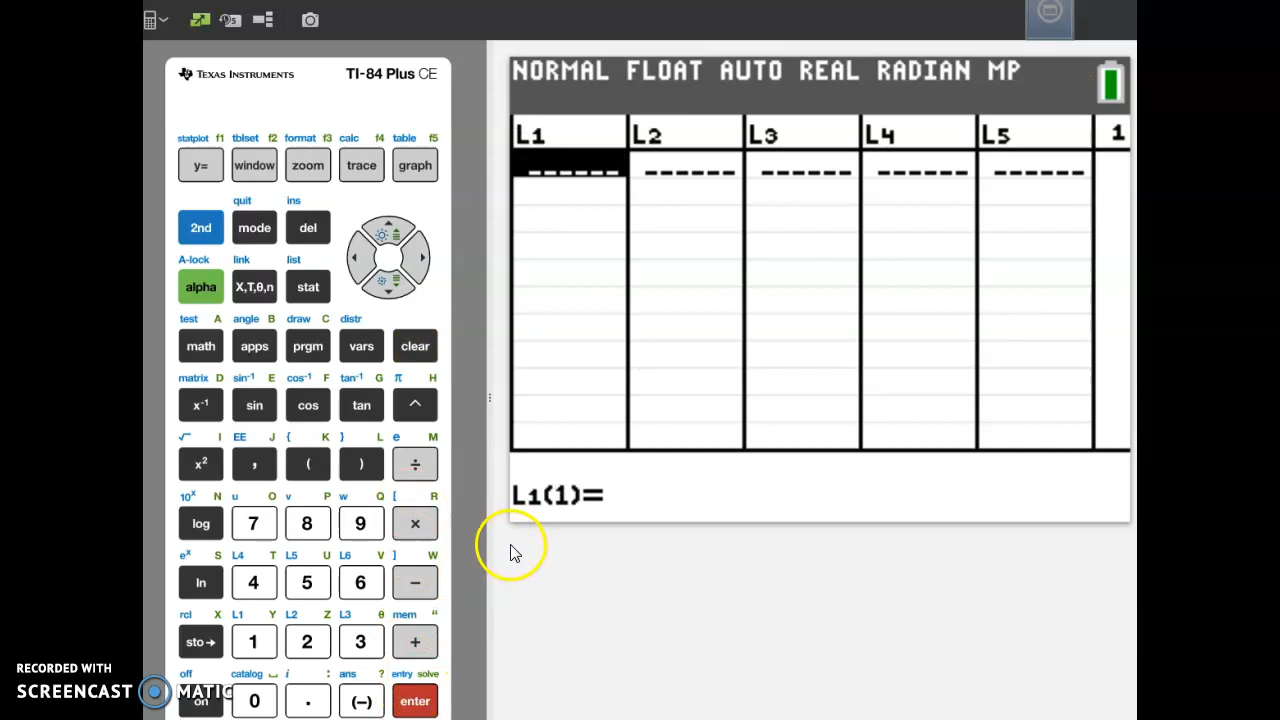 TEXAS INSTRUMENTS TI-84 Plus CE
statplot f1 tblset f2 format f3 calc f4 table f5
y= window zoom trace graph
quit ins
2nd mode del
A-lock link list
alpha X,T,θ,n stat
test A angle B draw C distr
math apps prgm vars clear
matrix D sin⁻¹ E cos⁻¹ F tan⁻¹ G π H
x⁻¹ sin cos tan ^
√ I EE J { K } L e M
x² , ( ) ÷
10ˣ N u O v P w Q [ R
log 7 8 9 ×
eˣ S L4 T L5 U L6 V ] W
ln 4 5 6 −
rcl X L1 Y L2 Z L3 θ mem "
sto→ 1 2 3 +
off catalog ⎵ i : ans ? entry solve
on 0 . (–) enter
NORMAL FLOAT AUTO REAL RADIAN MP
L1 L2 L3 L4 L5 1
------ ------ ------ ------ ------
L1(1)=
RECORDED WITH
SCREENCAST MATIC